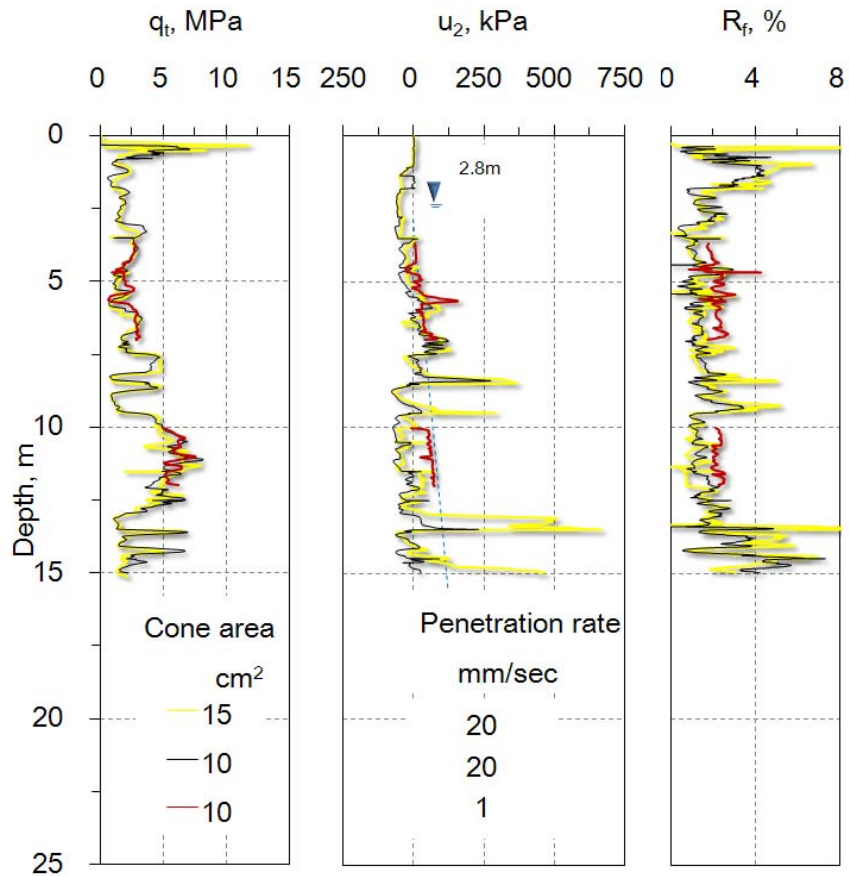 qt, MPa u2, kPa Rf, %
0 5 10 15 250 0 250 500 750 0 4 8
0
2.8m
5
10
15
20
25
Depth, m
Cone area Penetration rate
cm² mm/sec
15 20
10 20
10 1